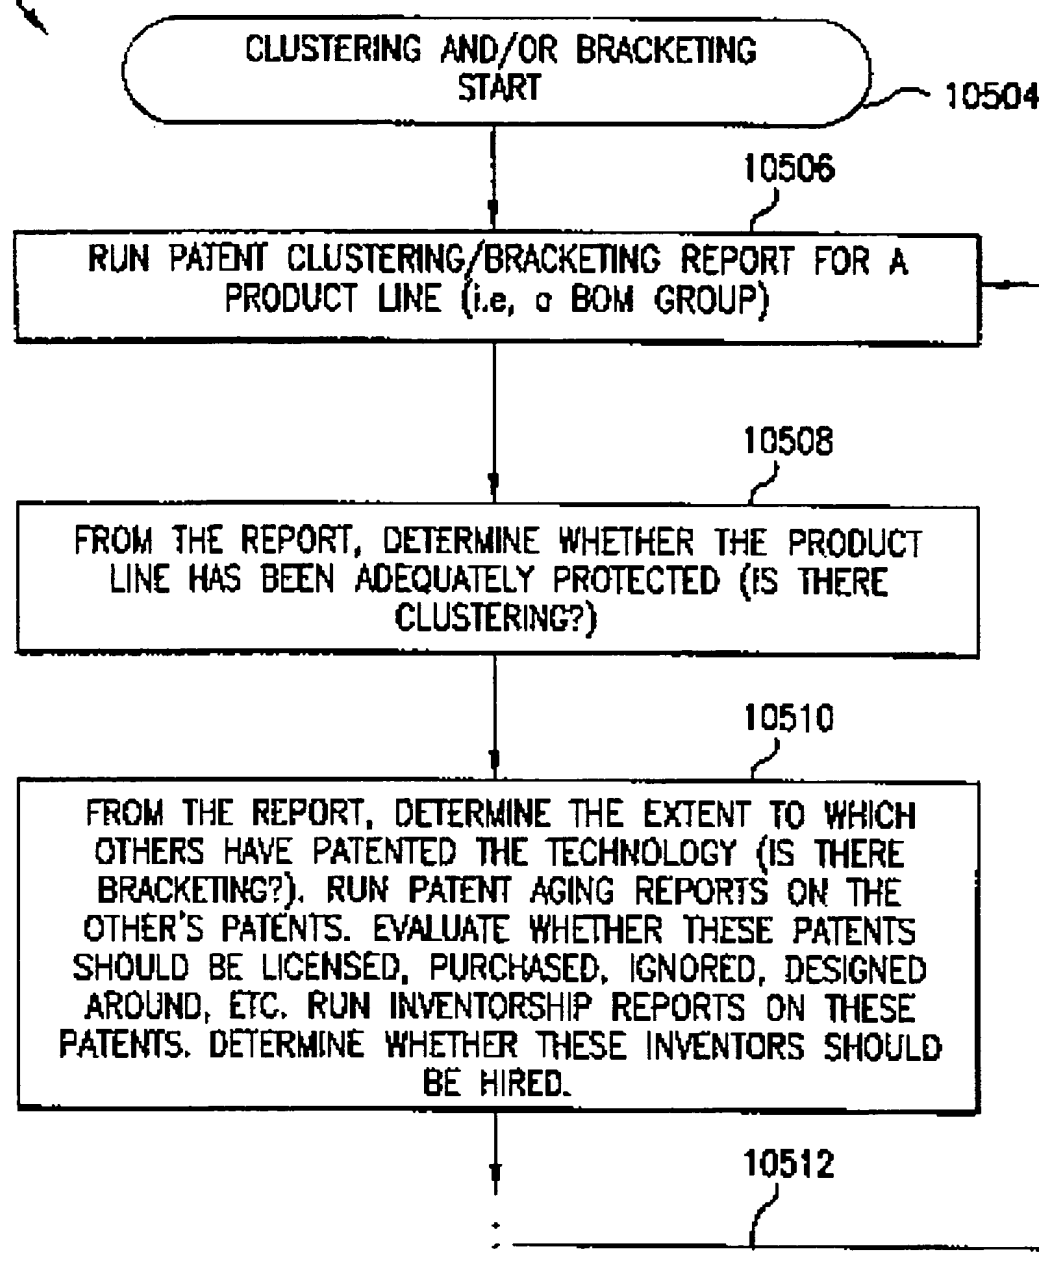 CLUSTERING AND/OR BRACKETING
START
10504
10506
RUN PATENT CLUSTERING/BRACKETING REPORT FOR A
PRODUCT LINE (i.e, a BOM GROUP)
10508
FROM THE REPORT, DETERMINE WHETHER THE PRODUCT
LINE HAS BEEN ADEQUATELY PROTECTED (IS THERE
CLUSTERING?)
10510
FROM THE REPORT, DETERMINE THE EXTENT TO WHICH
OTHERS HAVE PATENTED THE TECHNOLOGY (IS THERE
BRACKETING?). RUN PATENT AGING REPORTS ON THE
OTHER'S PATENTS. EVALUATE WHETHER THESE PATENTS
SHOULD BE LICENSED, PURCHASED, IGNORED, DESIGNED
AROUND, ETC. RUN INVENTORSHIP REPORTS ON THESE
PATENTS. DETERMINE WHETHER THESE INVENTORS SHOULD
BE HIRED.
10512